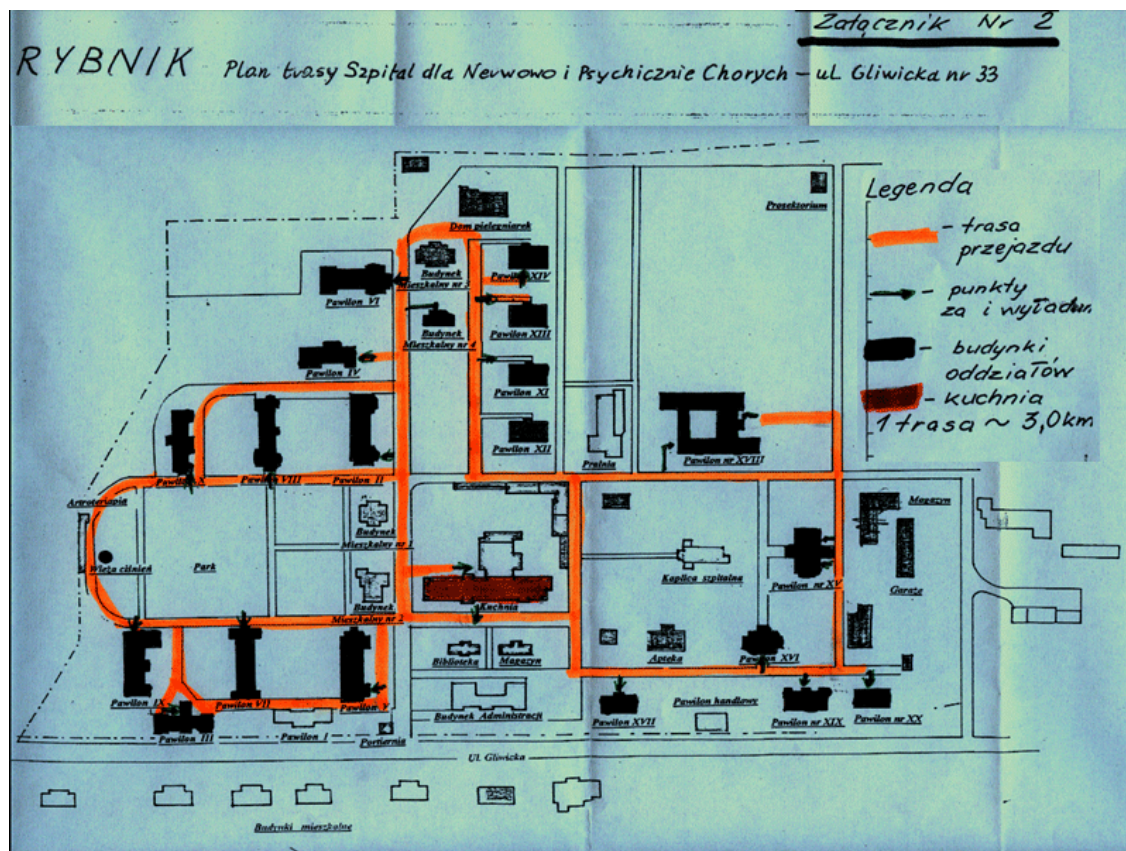 Załącznik Nr 2
RYBNIK Plan trasy Szpital dla Nerwowo i Psychicznie Chorych – ul. Gliwicka nr 33
Legenda
- trasa
przejazdu
- punkty
za i wyładun.
- budynki
oddziałów
- kuchnia
1 trasa ~ 3,0 km
Prosektorium
Dom pielęgniarek
Budynek
Mieszkalny nr 3
Pawilon XIV
Pawilon VI
Budynek
Mieszkalny nr 4
Pawilon XIII
Pawilon IV
Pawilon XI
Pawilon XII
Pralnia
Pawilon nr XVIII
Pawilon X
Pawilon VIII
Pawilon II
Artroterapia
Magazyn
Budynek
Mieszkalny nr 1
Wieża ciśnień
Park
Kaplica szpitalna
Pawilon nr XV
Garaże
Kuchnia
Budynek
Mieszkalny nr 2
Biblioteka
Magazyn
Apteka
Pawilon XVI
Pawilon IX
Pawilon VII
Pawilon V
Budynek Administracji
Pawilon XVII
Pawilon handlowy
Pawilon nr XIX
Pawilon nr XX
Pawilon III
Pawilon I
Portiernia
Ul. Gliwicka
Budynki mieszkalne